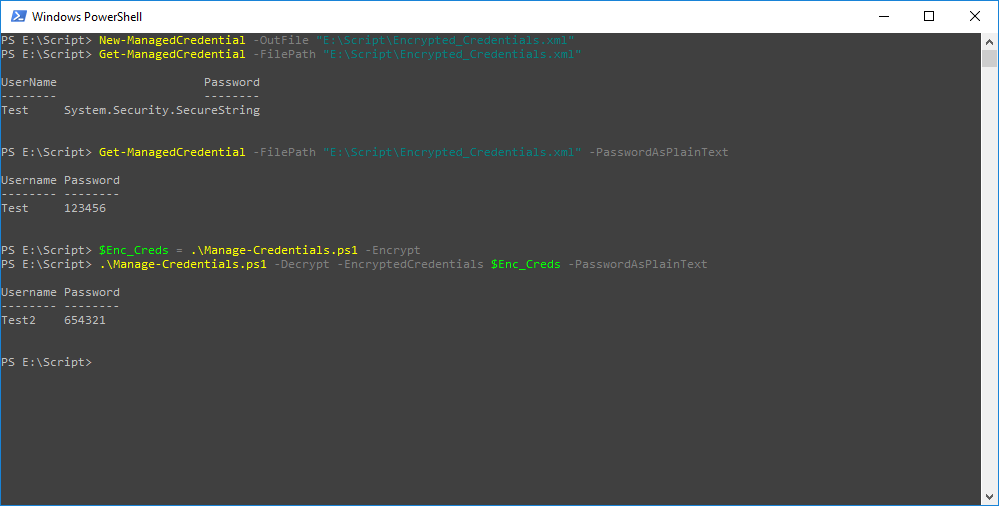 Windows PowerShell
PS E:\Script> New-ManagedCredential -OutFile "E:\Script\Encrypted_Credentials.xml"
PS E:\Script> Get-ManagedCredential -FilePath "E:\Script\Encrypted_Credentials.xml"
UserName                     Password
--------                     --------
Test     System.Security.SecureString
PS E:\Script> Get-ManagedCredential -FilePath "E:\Script\Encrypted_Credentials.xml" -PasswordAsPlainText
Username Password
-------- --------
Test     123456
PS E:\Script> $Enc_Creds = .\Manage-Credentials.ps1 -Encrypt
PS E:\Script> .\Manage-Credentials.ps1 -Decrypt -EncryptedCredentials $Enc_Creds -PasswordAsPlainText
Username Password
-------- --------
Test2    654321
PS E:\Script>